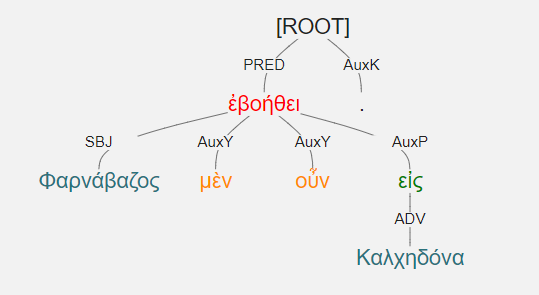 [ROOT]
PRED AuxK
ἐβοήθει .
SBJ AuxY AuxY AuxP
Φαρνάβαζος μὲν οὖν εἰς
ADV
Καλχηδόνα